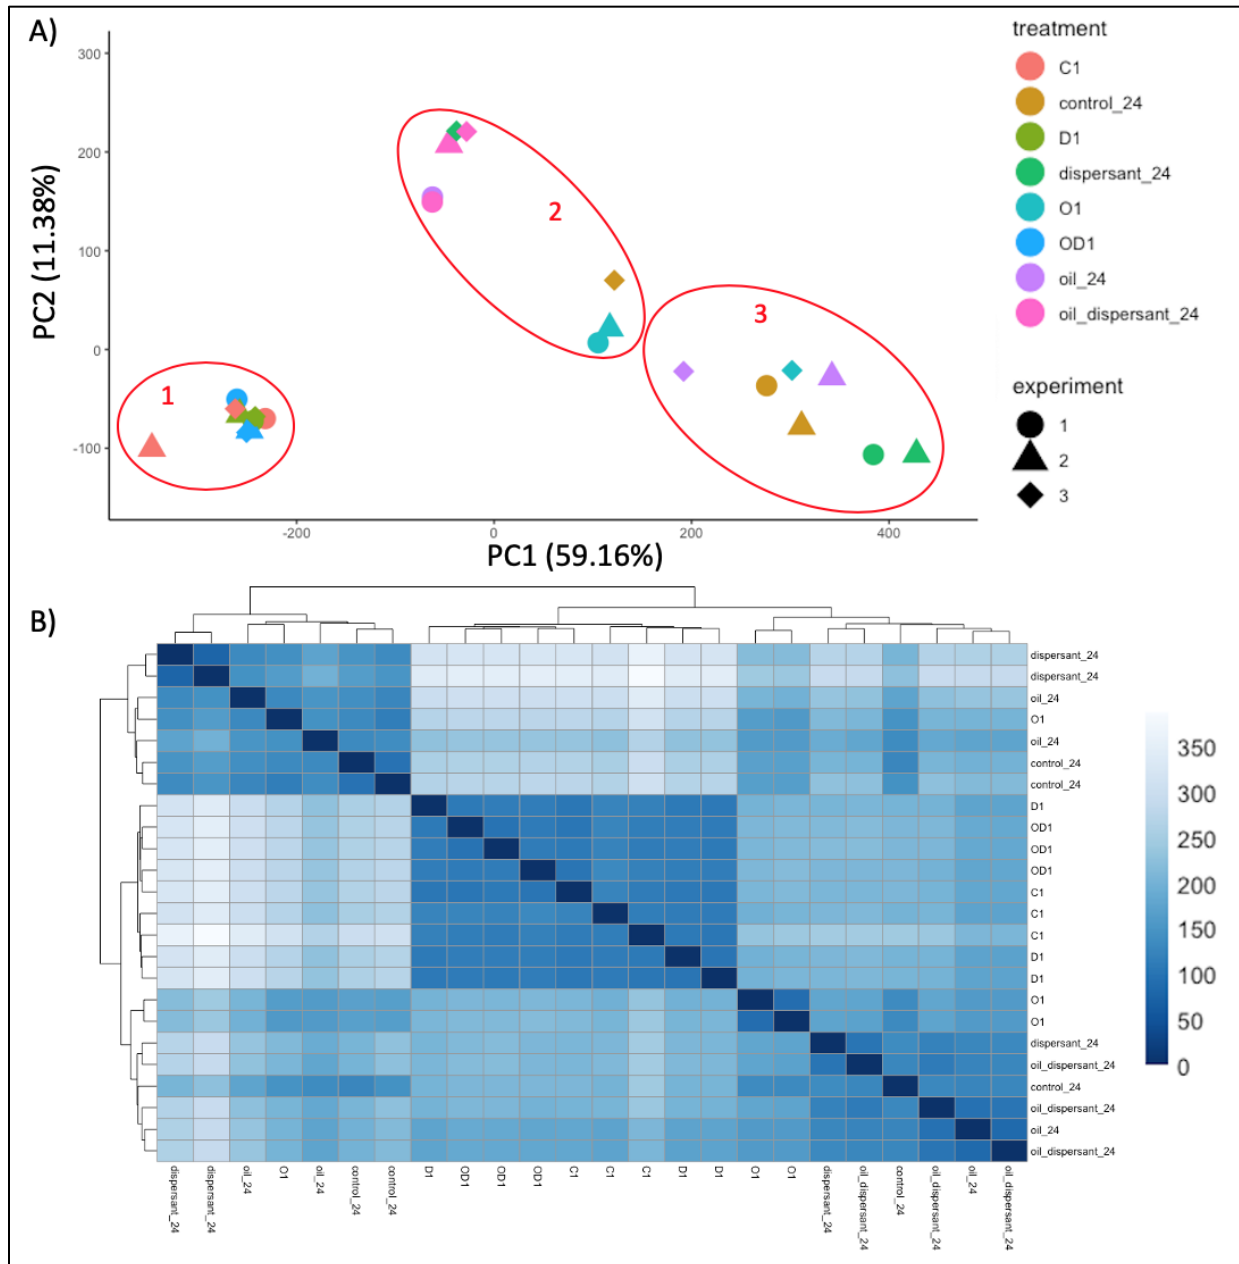 A)
treatment
C1
control_24
D1
dispersant_24
O1
OD1
oil_24
oil_dispersant_24
experiment
1
2
3
PC2 (11.38%)
300
200
100
0
-100
1
2
3
-200
0
200
400
PC1 (59.16%)
B)
dispersant_24
dispersant_24
oil_24
O1
oil_24
control_24
control_24
D1
OD1
OD1
OD1
C1
C1
C1
D1
D1
O1
O1
dispersant_24
oil_dispersant_24
control_24
oil_dispersant_24
oil_24
oil_dispersant_24
350
300
250
200
150
100
50
0
dispersant_24
dispersant_24
oil_24
O1
oil_24
control_24
control_24
D1
OD1
OD1
OD1
C1
C1
C1
D1
D1
O1
O1
dispersant_24
oil_dispersant_24
control_24
oil_dispersant_24
oil_24
oil_dispersant_24